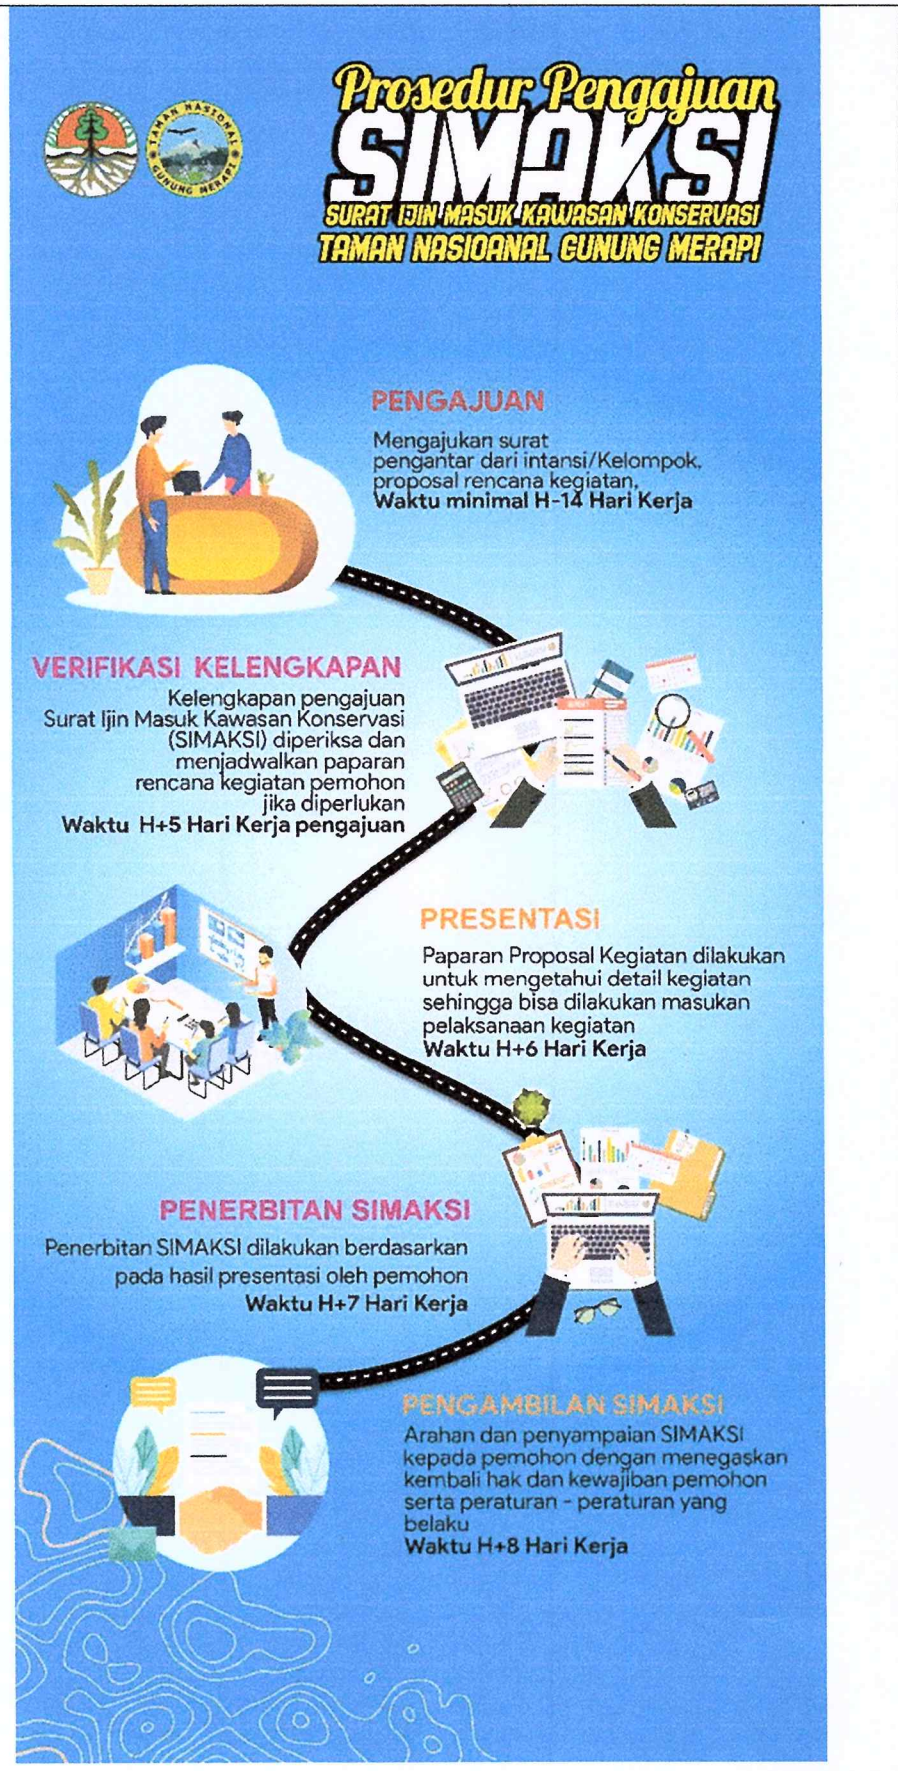 Prosedur Pengajuan
SIMAKSI
SURAT IJIN MASUK KAWASAN KONSERVASI
TAMAN NASIOANAL GUNUNG MERAPI
TAMAN NASIONAL
GUNUNG MERAPI
PENGAJUAN
Mengajukan surat
pengantar dari intansi/Kelompok,
proposal rencana kegiatan,
Waktu minimal H-14 Hari Kerja
VERIFIKASI KELENGKAPAN
Kelengkapan pengajuan
Surat Ijin Masuk Kawasan Konservasi
(SIMAKSI) diperiksa dan
menjadwalkan paparan
rencana kegiatan pemohon
jika diperlukan
Waktu H+5 Hari Kerja pengajuan
PRESENTASI
Paparan Proposal Kegiatan dilakukan
untuk mengetahui detail kegiatan
sehingga bisa dilakukan masukan
pelaksanaan kegiatan
Waktu H+6 Hari Kerja
PENERBITAN SIMAKSI
Penerbitan SIMAKSI dilakukan berdasarkan
pada hasil presentasi oleh pemohon
Waktu H+7 Hari Kerja
PENGAMBILAN SIMAKSI
Arahan dan penyampaian SIMAKSI
kepada pemohon dengan menegaskan
kembali hak dan kewajiban pemohon
serta peraturan - peraturan yang
belaku
Waktu H+8 Hari Kerja